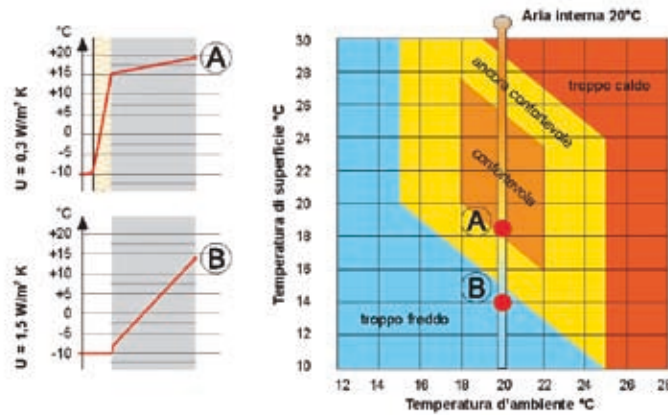 °C
+20
+15
+10
+5
0
-5
-10
A
U = 0,3 W/m² K
°C
+20
+15
+10
+5
0
-5
-10
B
U = 1,5 W/m² K
Aria interna 20°C
30
28
26
24
22
20
18
16
14
12
10
Temperatura di superficie °C
troppo caldo
ancora confortevole
confortevole
A
B
troppo freddo
12 14 16 18 20 22 24 26 28
Temperatura d'ambiente °C